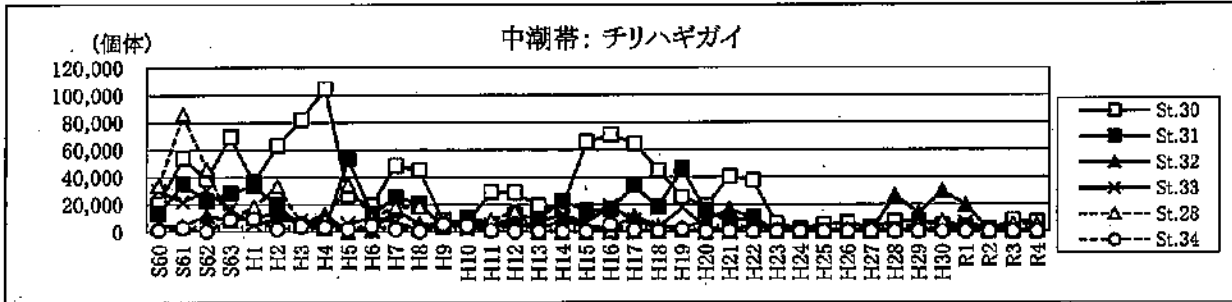 中潮帯: チリハギガイ
(個体)
120,000
100,000
80,000
60,000
40,000
20,000
0
S60 S61 S62 S63 H1 H2 H3 H4 H5 H6 H7 H8 H9 H10 H11 H12 H13 H14 H15 H16 H17 H18 H19 H20 H21 H22 H23 H24 H25 H26 H27 H28 H29 H30 R1 R2 R3 R4
St.30
St.31
St.32
St.33
St.28
St.34